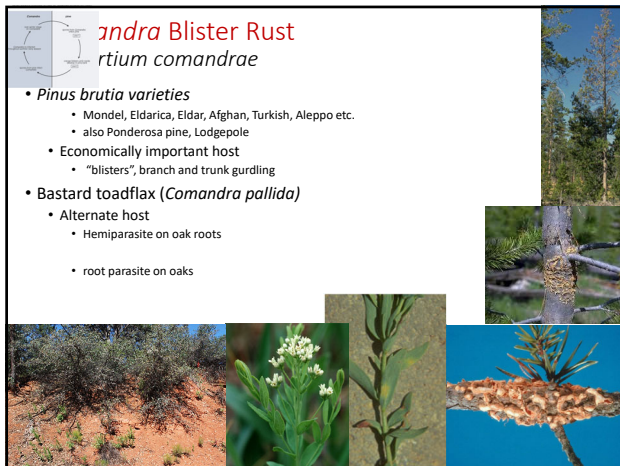 andra Blister Rust
rtium comandrae
• Pinus brutia varieties
• Mondel, Eldarica, Eldar, Afghan, Turkish, Aleppo etc.
• also Ponderosa pine, Lodgepole
• Economically important host
• “blisters”, branch and trunk gurdling
• Bastard toadflax (Comandra pallida)
• Alternate host
• Hemiparasite on oak roots
• root parasite on oaks